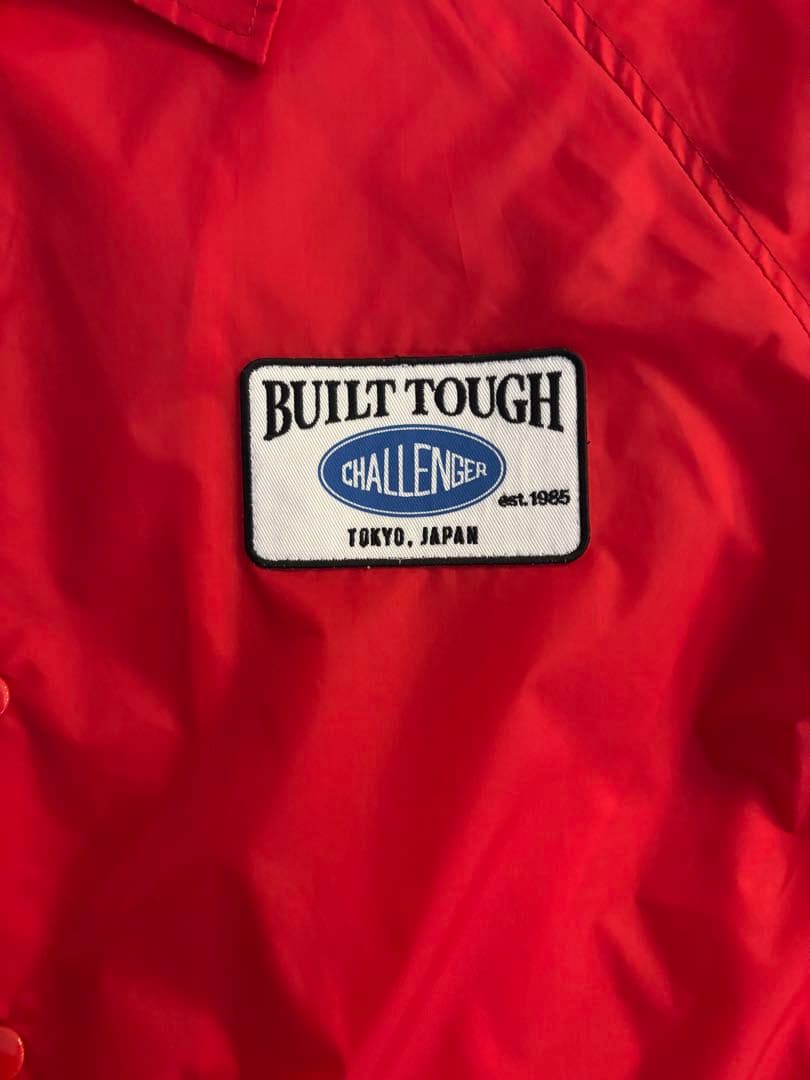 BUILT TOUGH
CHALLENGER
est.1985
TOKYO, JAPAN